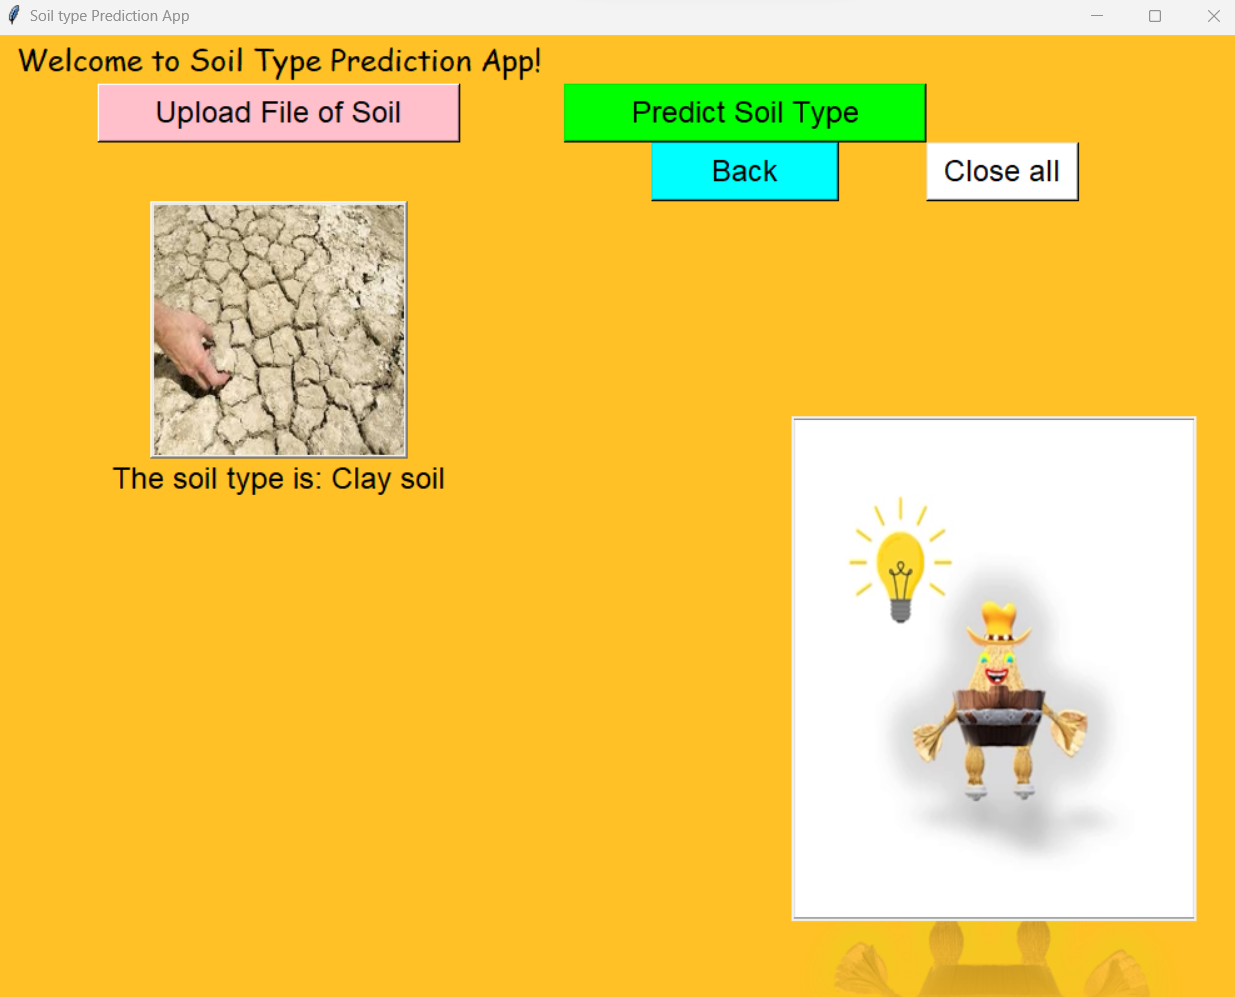 Soil type Prediction App
Welcome to Soil Type Prediction App!
Upload File of Soil
Predict Soil Type
Back
Close all
The soil type is: Clay soil